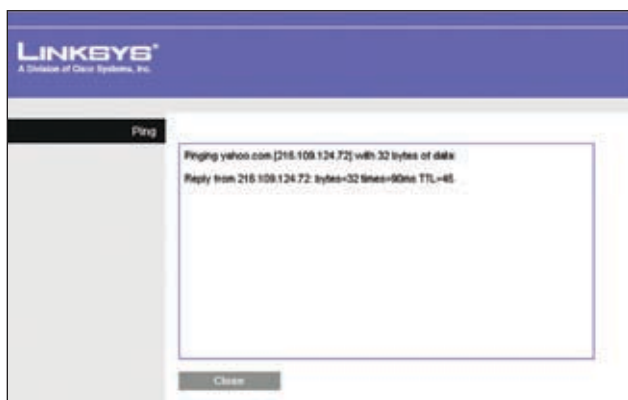 LINKSYS®
A Division of Cisco Systems, Inc.
Ping
Pinging yahoo.com [216.109.124.72] with 32 bytes of data:
Reply from 216.109.124.72: bytes=32 times=90ms TTL=46
Close